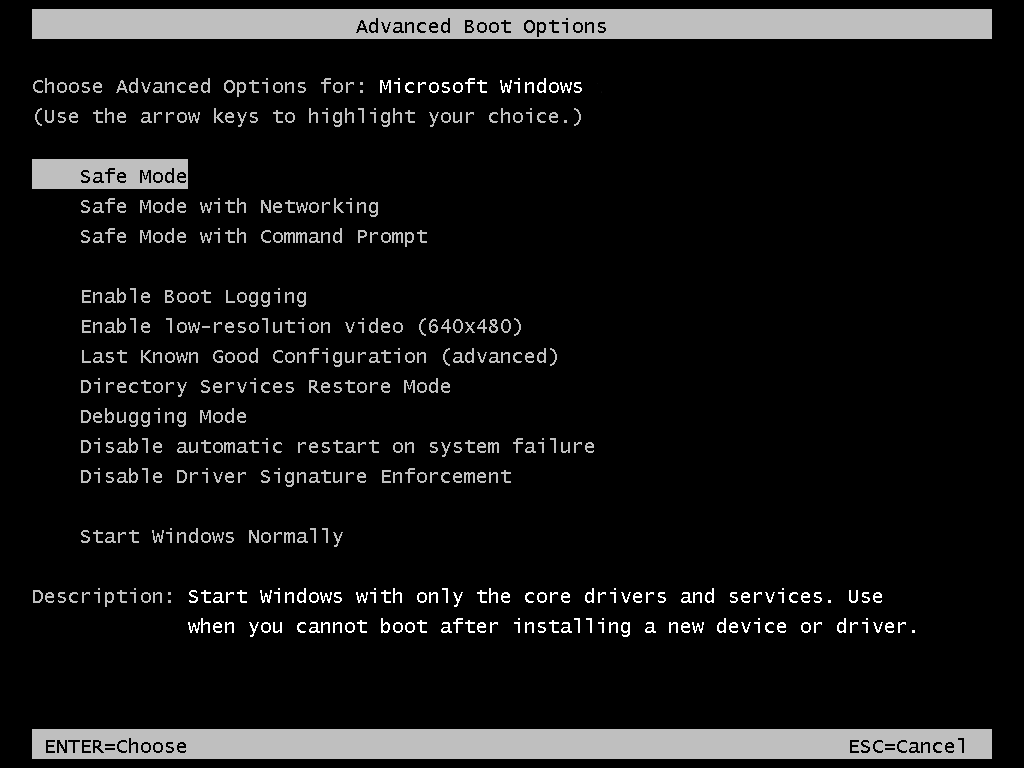 Advanced Boot Options
Choose Advanced Options for: Microsoft Windows
(Use the arrow keys to highlight your choice.)
Safe Mode
Safe Mode with Networking
Safe Mode with Command Prompt
Enable Boot Logging
Enable low-resolution video (640x480)
Last Known Good Configuration (advanced)
Directory Services Restore Mode
Debugging Mode
Disable automatic restart on system failure
Disable Driver Signature Enforcement
Start Windows Normally
Description: Start Windows with only the core drivers and services. Use
when you cannot boot after installing a new device or driver.
ENTER=Choose ESC=Cancel